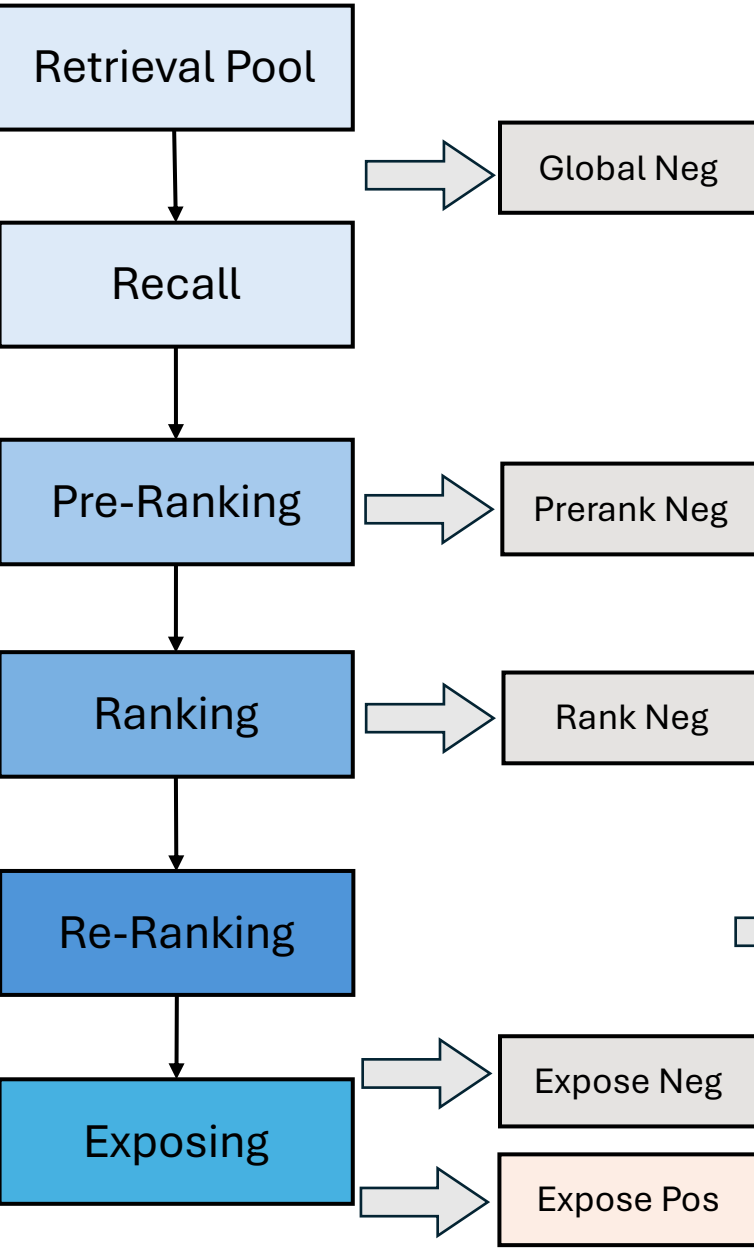 Retrieval Pool
Global Neg
Recall
Pre-Ranking
Prerank Neg
Ranking
Rank Neg
Re-Ranking
Expose Neg
Exposing
Expose Pos